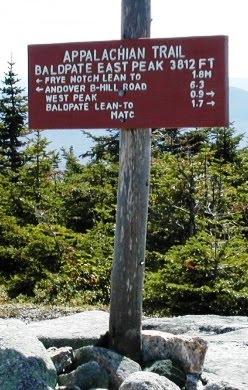 APPALACHIAN TRAIL
BALDPATE EAST PEAK 3812 FT
← FRYE NOTCH LEAN TO 1.8M
← ANDOVER B-HILL ROAD 6.3
WEST PEAK 0.9 →
BALDPATE LEAN-TO 1.7 →
MATC